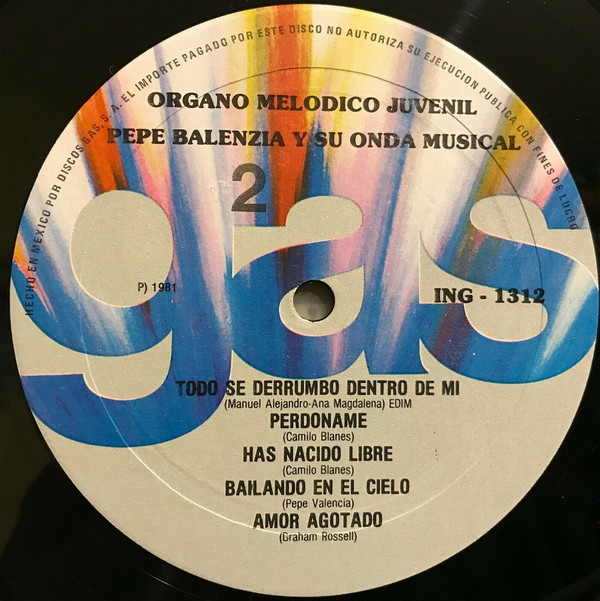 HECHO EN MEXICO POR DISCOS GAS, S. A. EL IMPORTE PAGADO POR ESTE DISCO NO AUTORIZA SU EJECUCION PUBLICA CON FINES DE LUCRO
ORGANO MELODICO JUVENIL
PEPE BALENZIA Y SU ONDA MUSICAL
2
gas
P) 1981
ING - 1312
TODO SE DERRUMBO DENTRO DE MI
(Manuel Alejandro-Ana Magdalena) EDIM
PERDONAME
(Camilo Blanes)
HAS NACIDO LIBRE
(Camilo Blanes)
BAILANDO EN EL CIELO
(Pepe Valencia)
AMOR AGOTADO
(Graham Rossell)